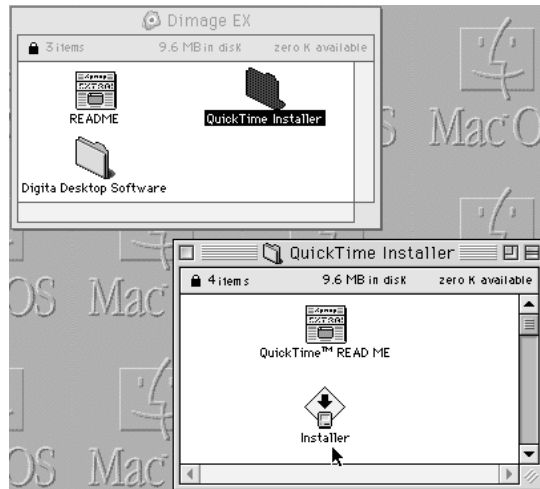 Dimage EX
3 items 9.6 MB in disk zero K available
README
QuickTime Installer
Digita Desktop Software
Mac O
QuickTime Installer
4 items 9.6 MB in disk zero K available
OS Mac
QuickTime™ READ ME
Installer
OS Mac